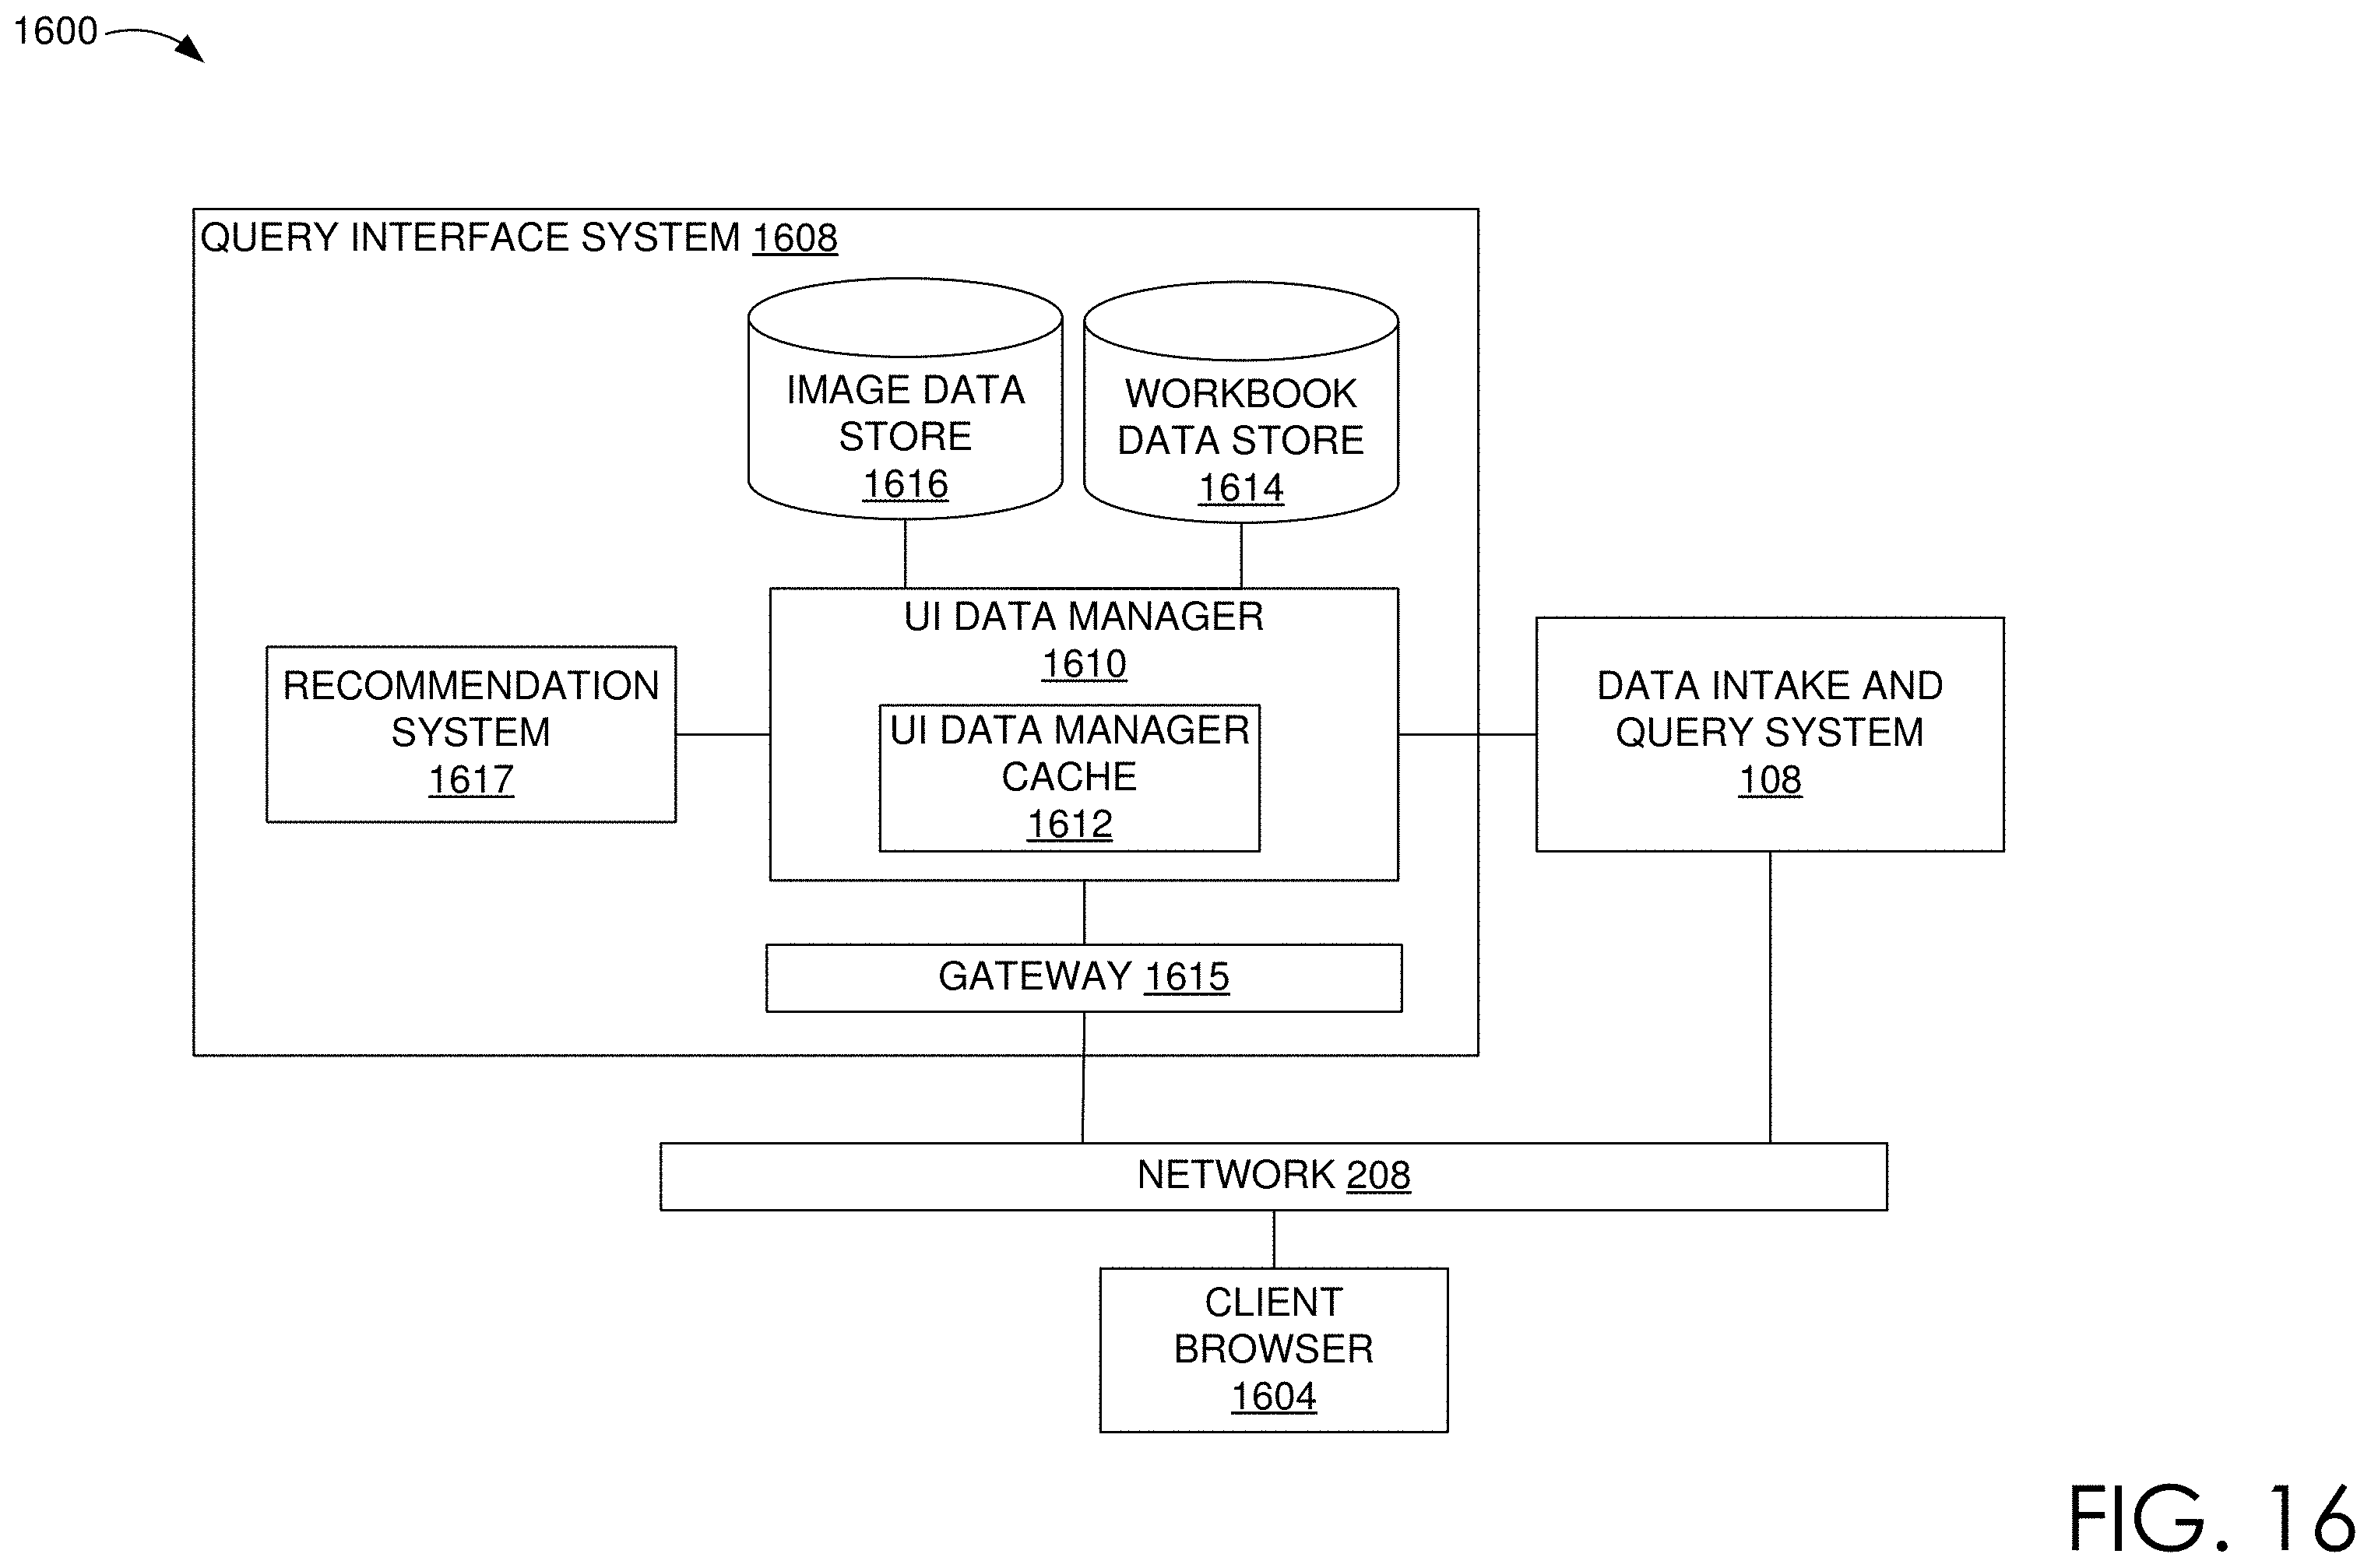 1600
QUERY INTERFACE SYSTEM 1608
IMAGE DATA
STORE
1616
WORKBOOK
DATA STORE
1614
UI DATA MANAGER
1610
UI DATA MANAGER
CACHE
1612
RECOMMENDATION
SYSTEM
1617
DATA INTAKE AND
QUERY SYSTEM
108
GATEWAY 1615
NETWORK 208
CLIENT
BROWSER
1604
FIG. 16